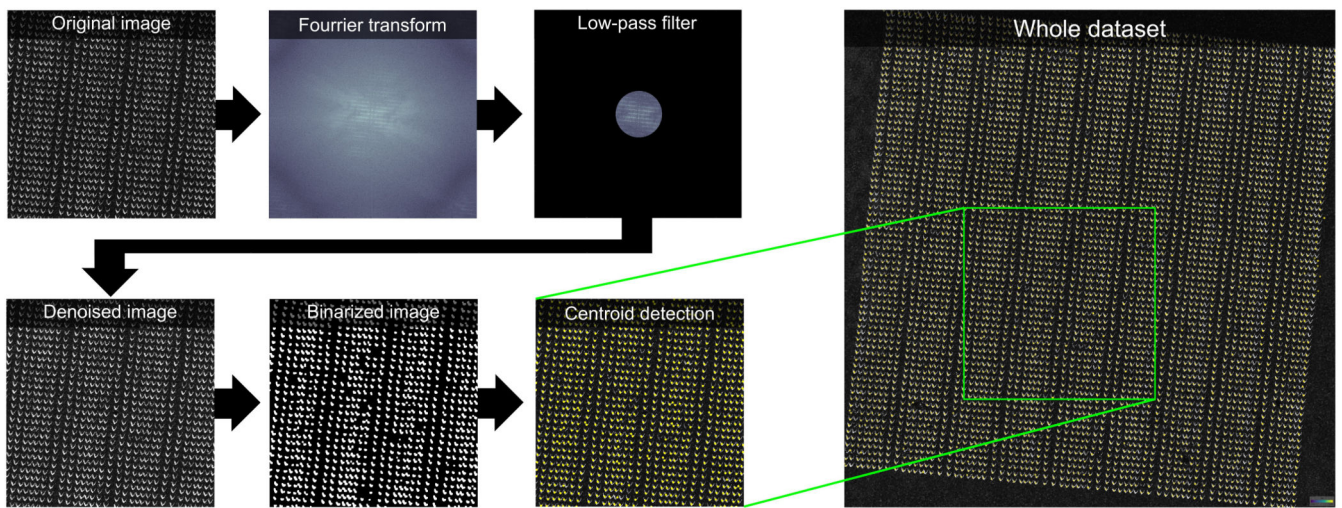 Original image
Fourrier transform
Low-pass filter
Whole dataset
Denoised image
Binarized image
Centroid detection